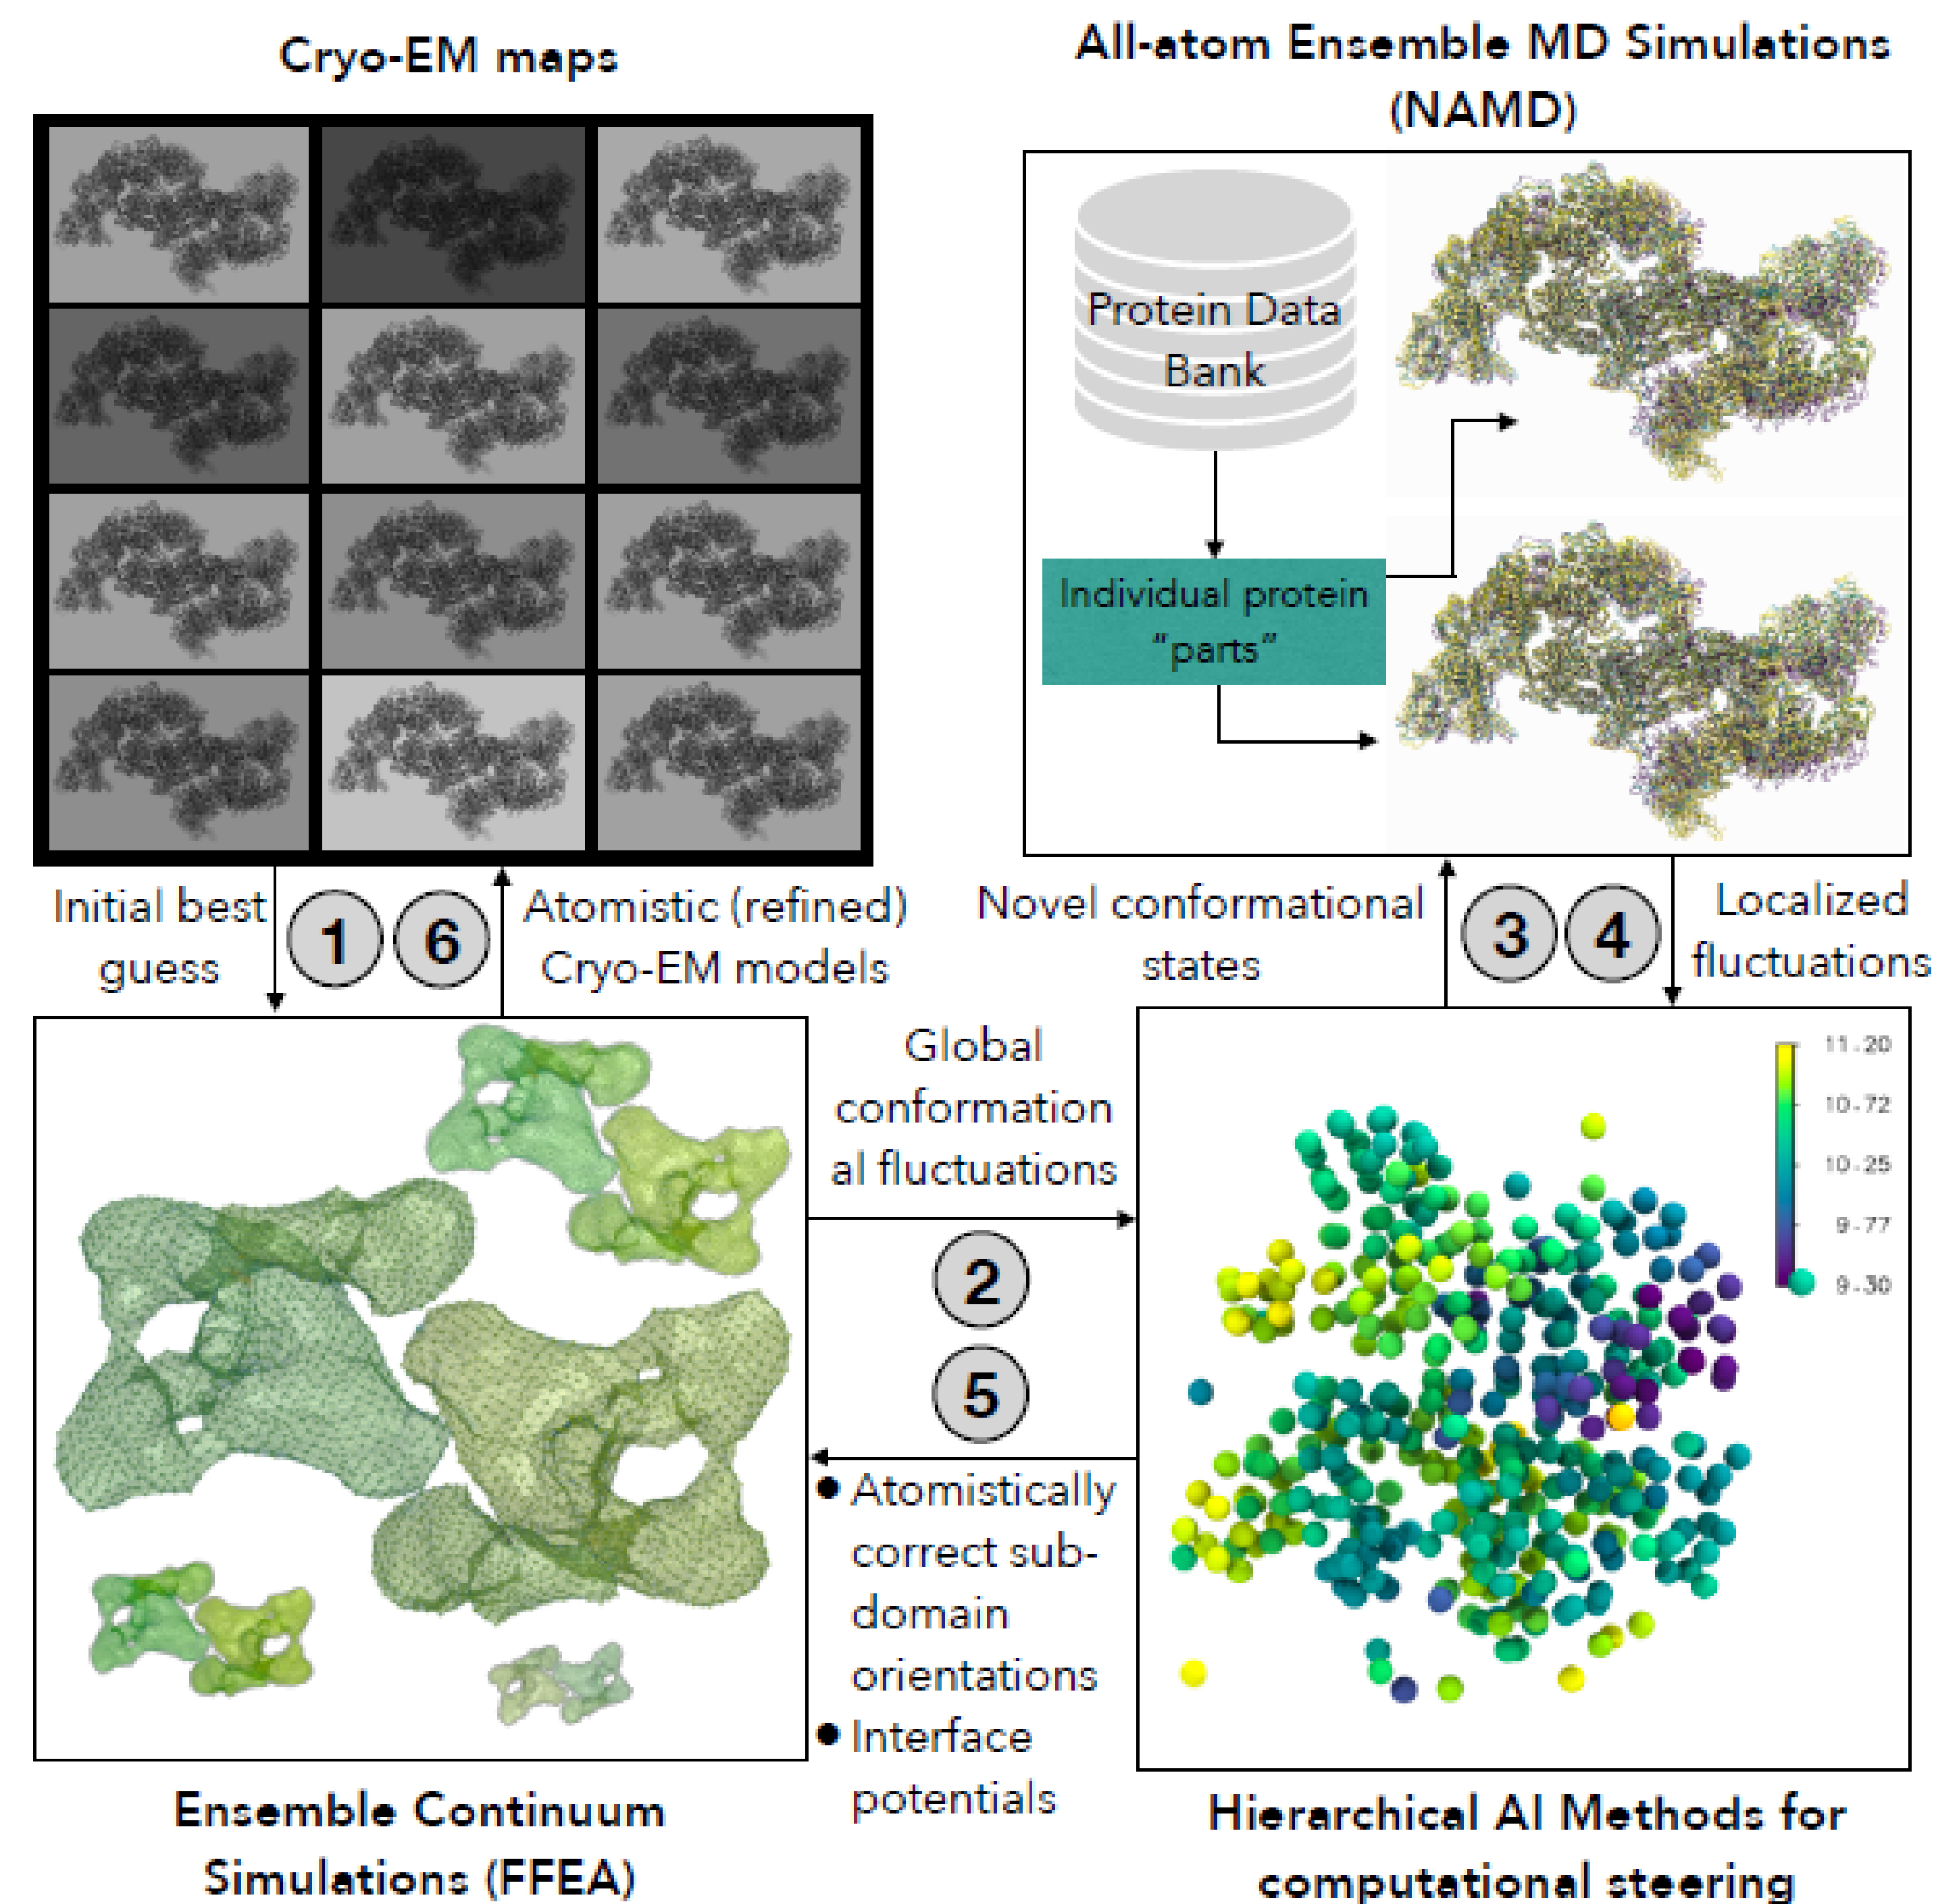 Cryo-EM maps
All-atom Ensemble MD Simulations
(NAMD)
Protein Data
Bank
Individual protein
“parts”
Initial best
guess
1
6
Atomistic (refined)
Cryo-EM models
Novel conformational
states
3
4
Localized
fluctuations
Global
conformation
al fluctuations
2
5
● Atomistically
correct sub-
domain
orientations
● Interface
potentials
11-20
10-72
10-25
9-77
9-30
Ensemble Continuum
Simulations (FFEA)
Hierarchical AI Methods for
computational steering